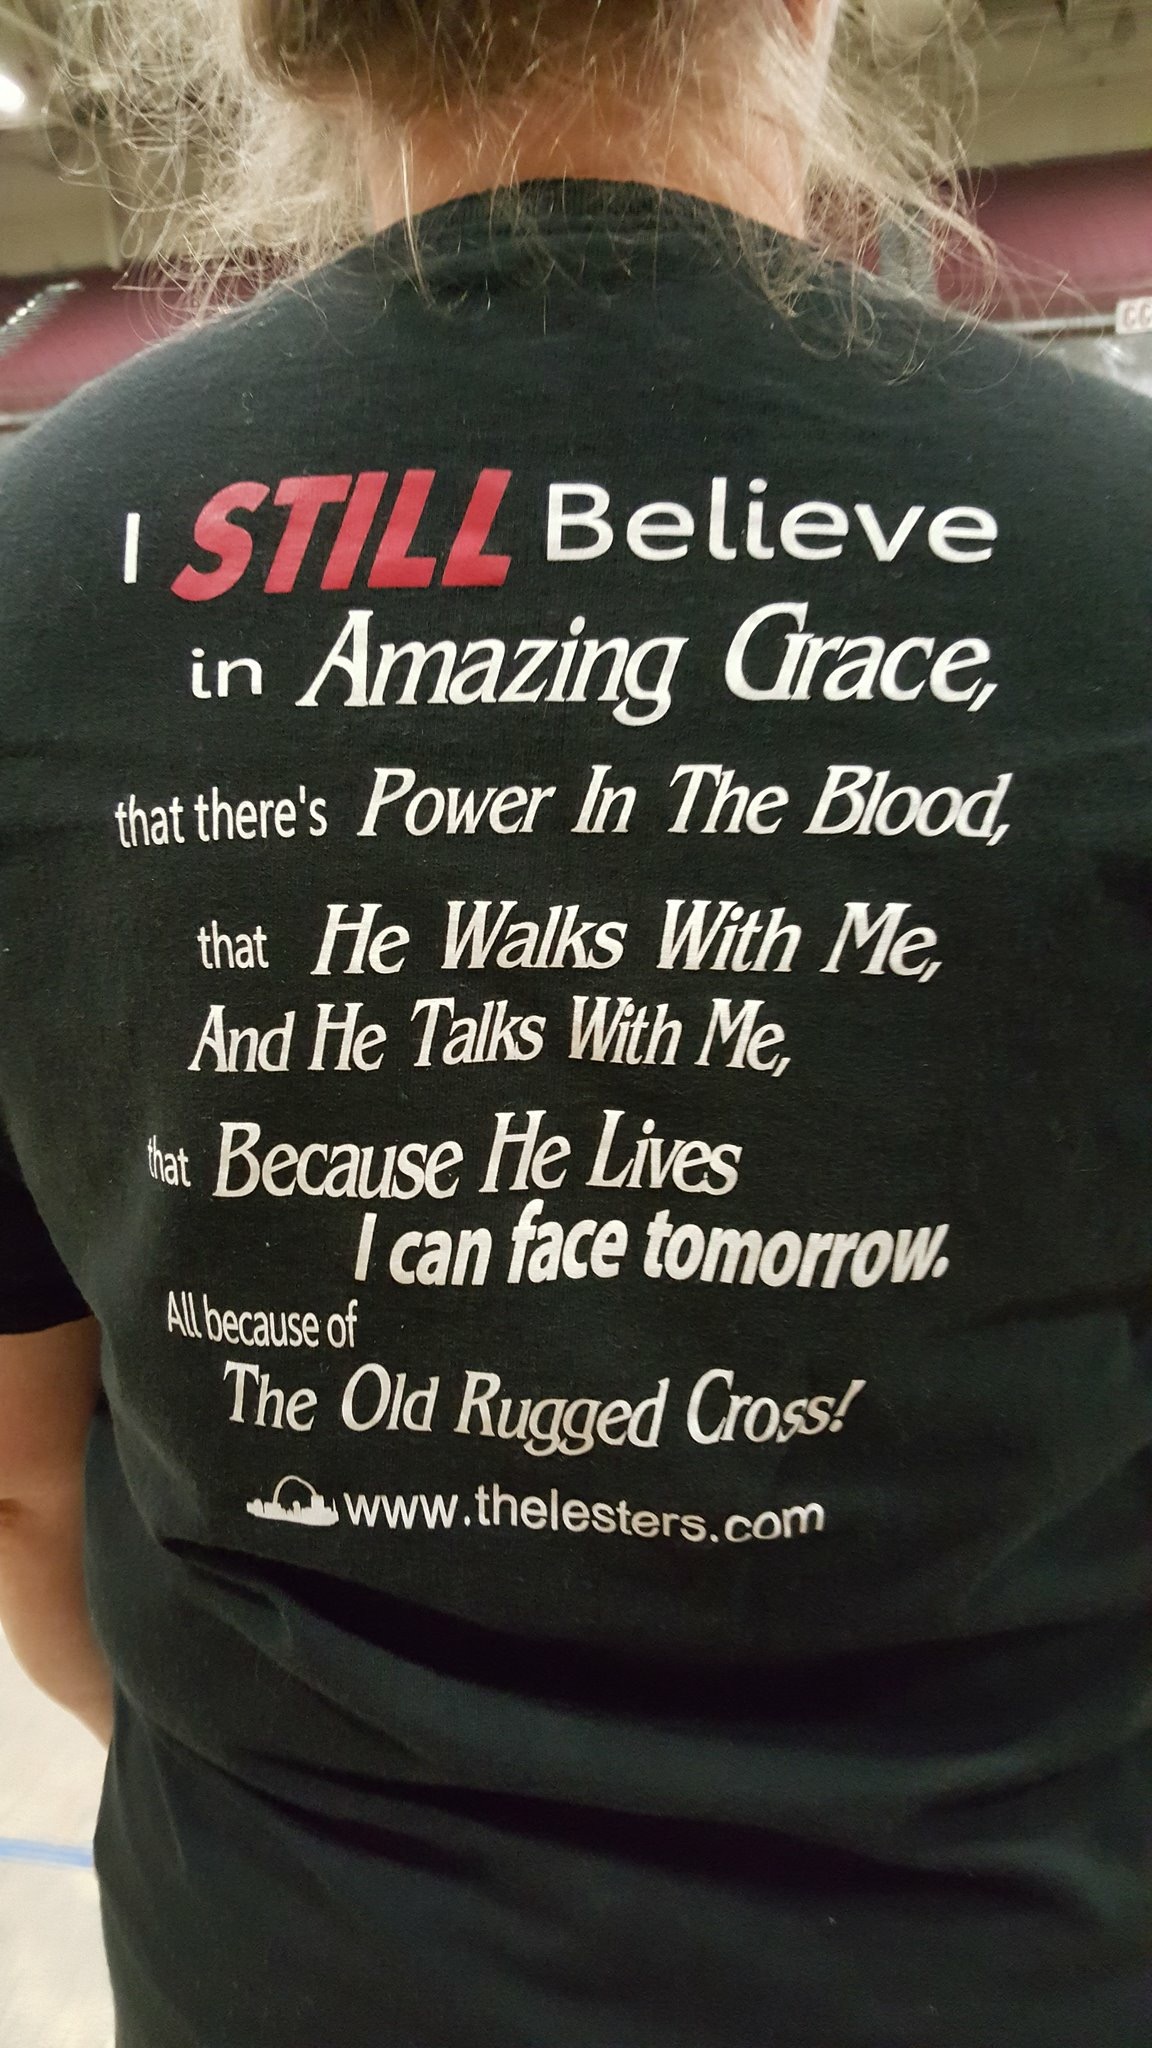 I STILL Believe
in Amazing Grace,
that there's Power In The Blood,
that He Walks With Me,
And He Talks With Me,
that Because He Lives
I can face tomorrow.
All because of
The Old Rugged Cross!
www.thelesters.com